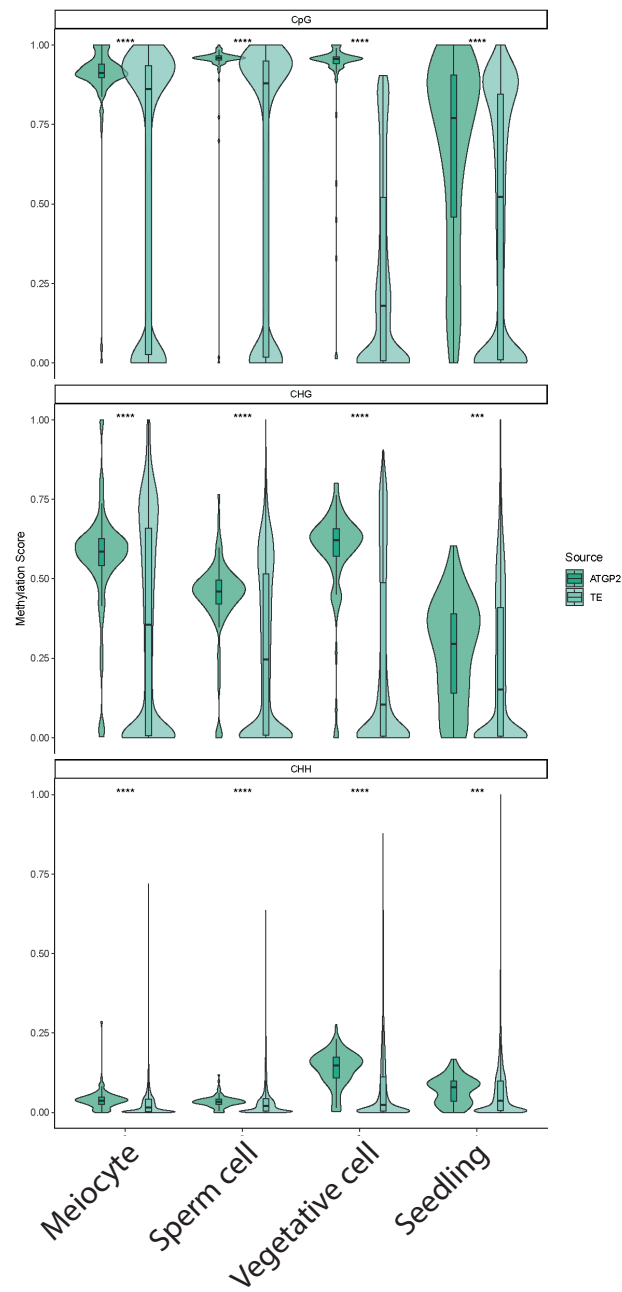 CpG
****
****
****
****
1.00
0.75
0.50
0.25
0.00
CHG
****
****
****
***
1.00
0.75
0.50
0.25
0.00
CHH
****
****
****
***
1.00
0.75
0.50
0.25
0.00
Methylation Score
Source
ATGP2
TE
Meiocyte
Sperm cell
Vegetative cell
Seedling